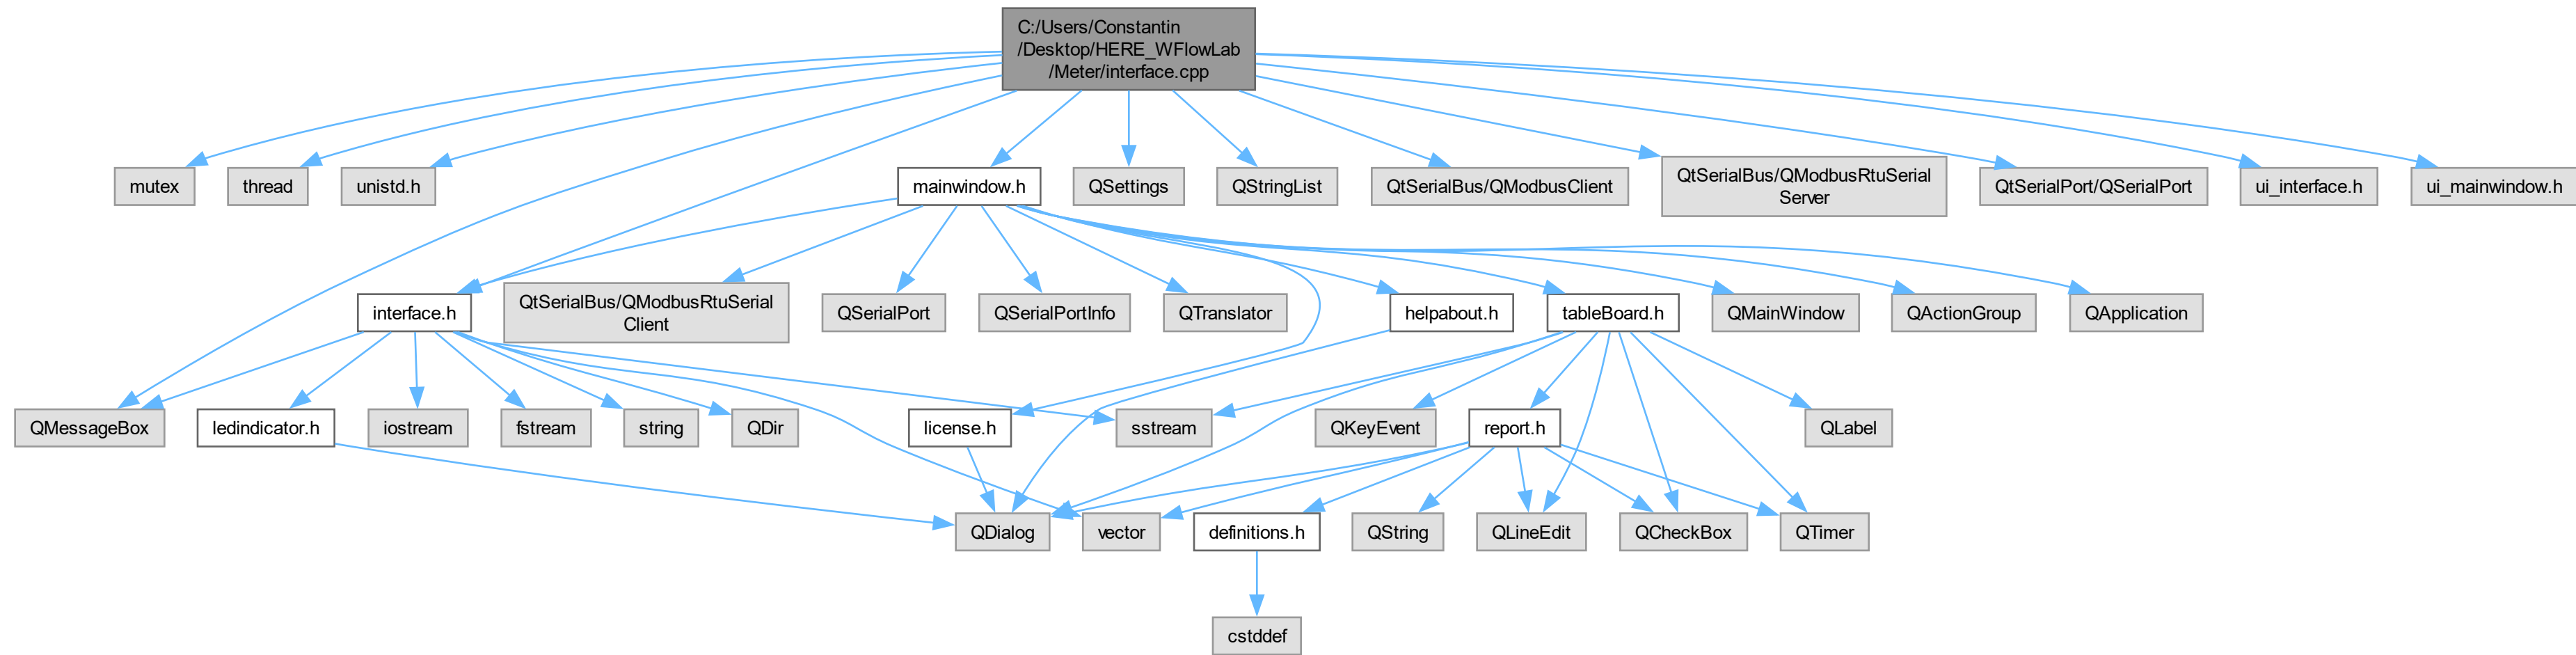 C:/Users/Constantin
/Desktop/HERE_WFlowLab
/Meter/interface.cpp
mutex
thread
unistd.h
mainwindow.h
QSettings
QStringList
QtSerialBus/QModbusClient
QtSerialBus/QModbusRtuSerial
Server
QtSerialPort/QSerialPort
ui_interface.h
ui_mainwindow.h
interface.h
QtSerialBus/QModbusRtuSerial
Client
QSerialPort
QSerialPortInfo
QTranslator
helpabout.h
tableBoard.h
QMainWindow
QActionGroup
QApplication
QMessageBox
ledindicator.h
iostream
fstream
string
QDir
license.h
sstream
QKeyEvent
report.h
QLabel
QDialog
vector
definitions.h
QString
QLineEdit
QCheckBox
QTimer
cstddef